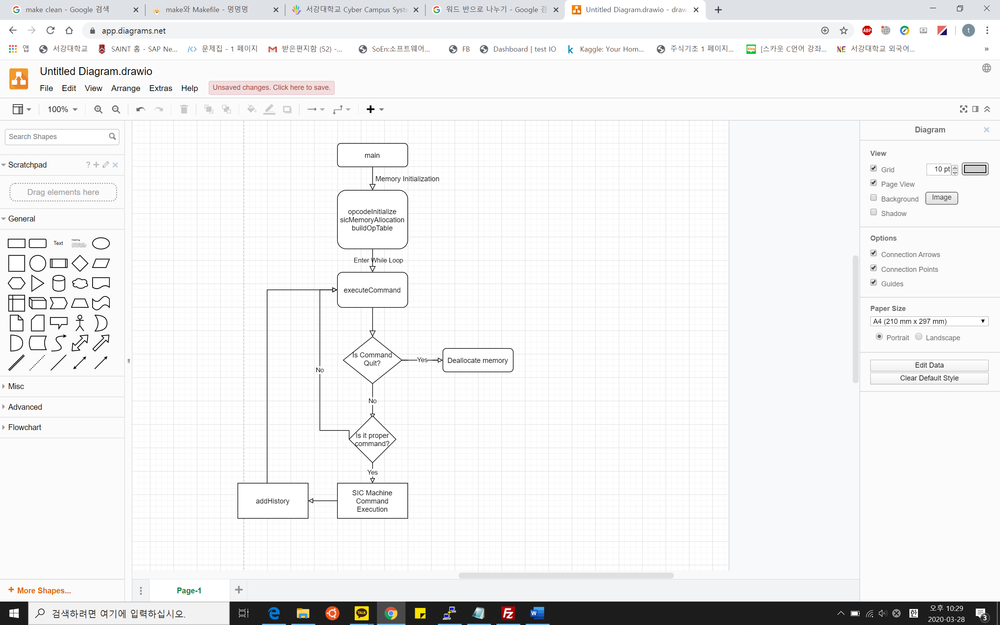 make clean - Google 검색
make와 Makefile - 멍멍멍
서강대학교 Cyber Campus Syste
워드 반으로 나누기 - Google 검
Untitled Diagram.drawio - draw.
app.diagrams.net
ABP
t
앱
서강대학교
SAINT 홈 - SAP Ne...
문제집 - 1 페이지
받은편지함 (52) -...
SoEn:소프트웨어...
FB
Dashboard | test IO
Kaggle: Your Hom...
주식기초 1 페이지...
blog
[스카웃 C언어 강좌...
NE
서강대학교 외국어...
»
Untitled Diagram.drawio
File Edit View Arrange Extras Help
Unsaved changes. Click here to save.
100%
Search Shapes
Scratchpad
?
Drag elements here
General
Text
Heading
Misc
Advanced
Flowchart
+ More Shapes...
main
Memory Initialization
opcodeInitialize
sicMemoryAllocation
buildOpTable
Enter While Loop
executeCommand
Is Command
Quit?
Yes
Deallocate memory
No
No
Is it proper
command?
Yes
addHistory
SIC Machine
Command
Execution
Page-1
Diagram
View
Grid
10 pt
Page View
Background
Image
Shadow
Options
Connection Arrows
Connection Points
Guides
Paper Size
A4 (210 mm x 297 mm)
Portrait
Landscape
Edit Data
Clear Default Style
검색하려면 여기에 입력하십시오.
TALK
FZ
W
한
오후 10:29
2020-03-28
3